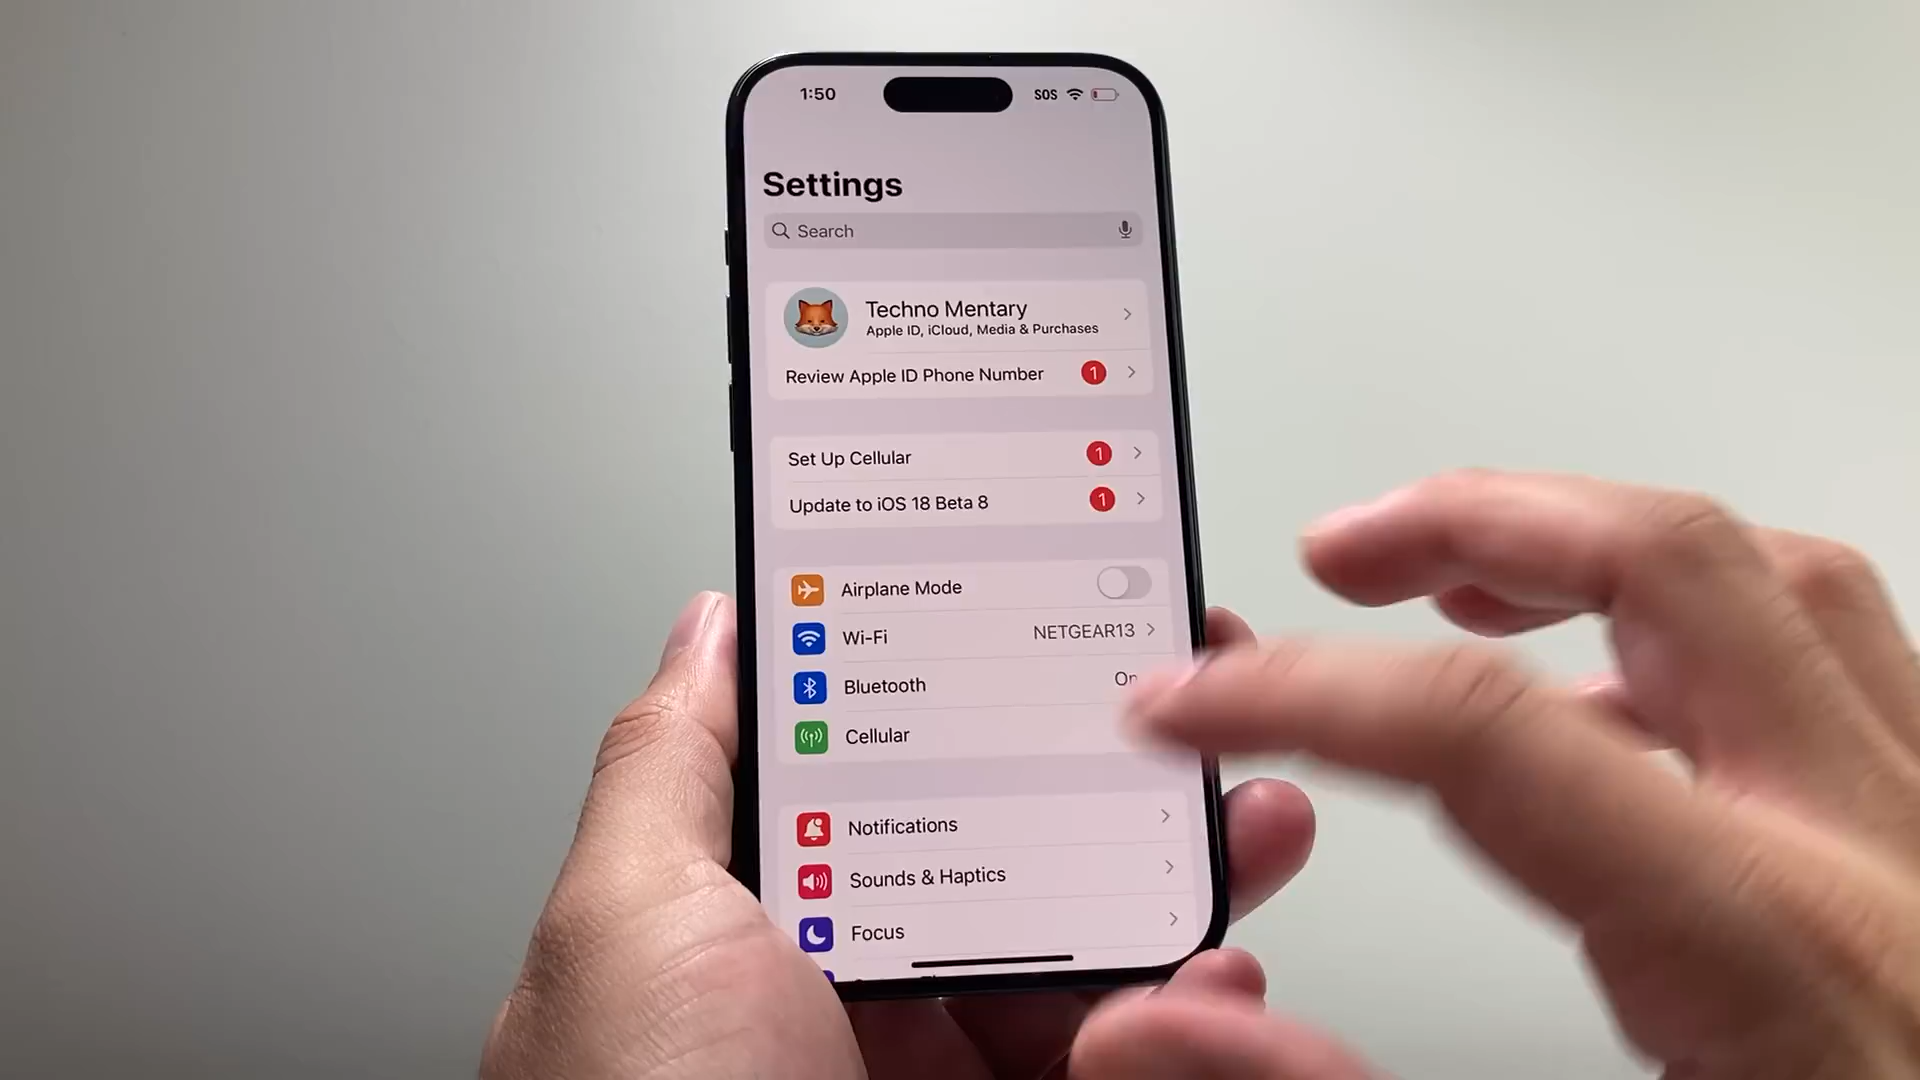 1:50 SOS
Settings
Search
Techno Mentary
Apple ID, iCloud, Media & Purchases
Review Apple ID Phone Number 1
Set Up Cellular 1
Update to iOS 18 Beta 8 1
Airplane Mode
Wi-Fi NETGEAR13
Bluetooth On
Cellular
Notifications
Sounds & Haptics
Focus